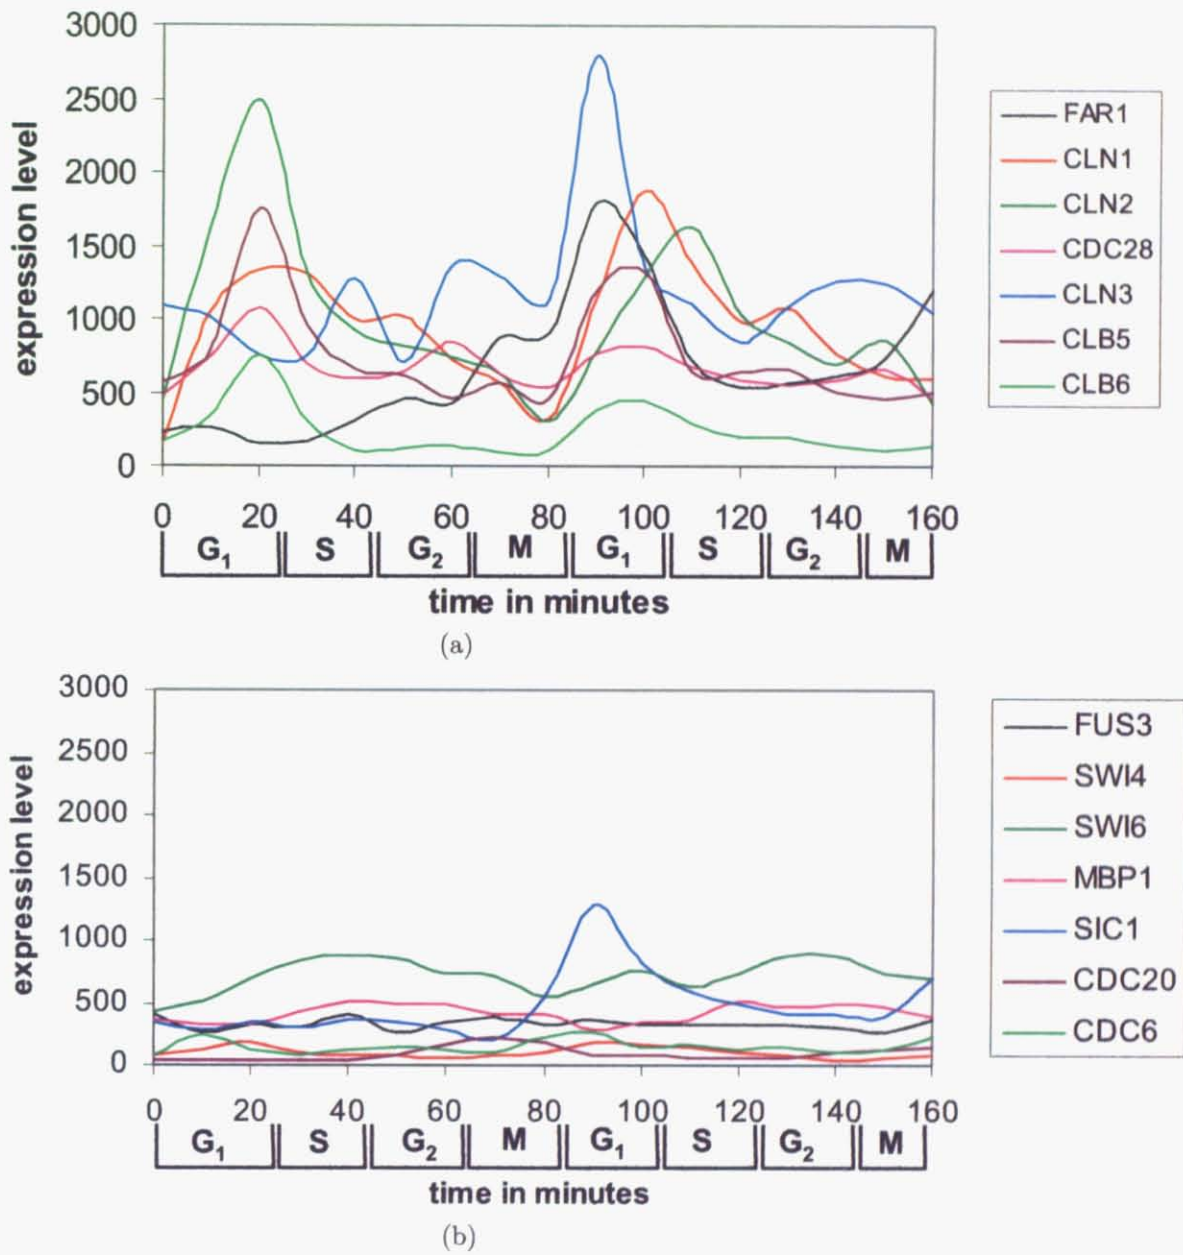 3000
2500
2000
1500
1000
500
0
expression level
FAR1
CLN1
CLN2
CDC28
CLN3
CLB5
CLB6
0 20 40 60 80 100 120 140 160
G₁ S G₂ M G₁ S G₂ M
time in minutes
(a)
3000
2500
2000
1500
1000
500
0
expression level
FUS3
SWI4
SWI6
MBP1
SIC1
CDC20
CDC6
0 20 40 60 80 100 120 140 160
G₁ S G₂ M G₁ S G₂ M
time in minutes
(b)